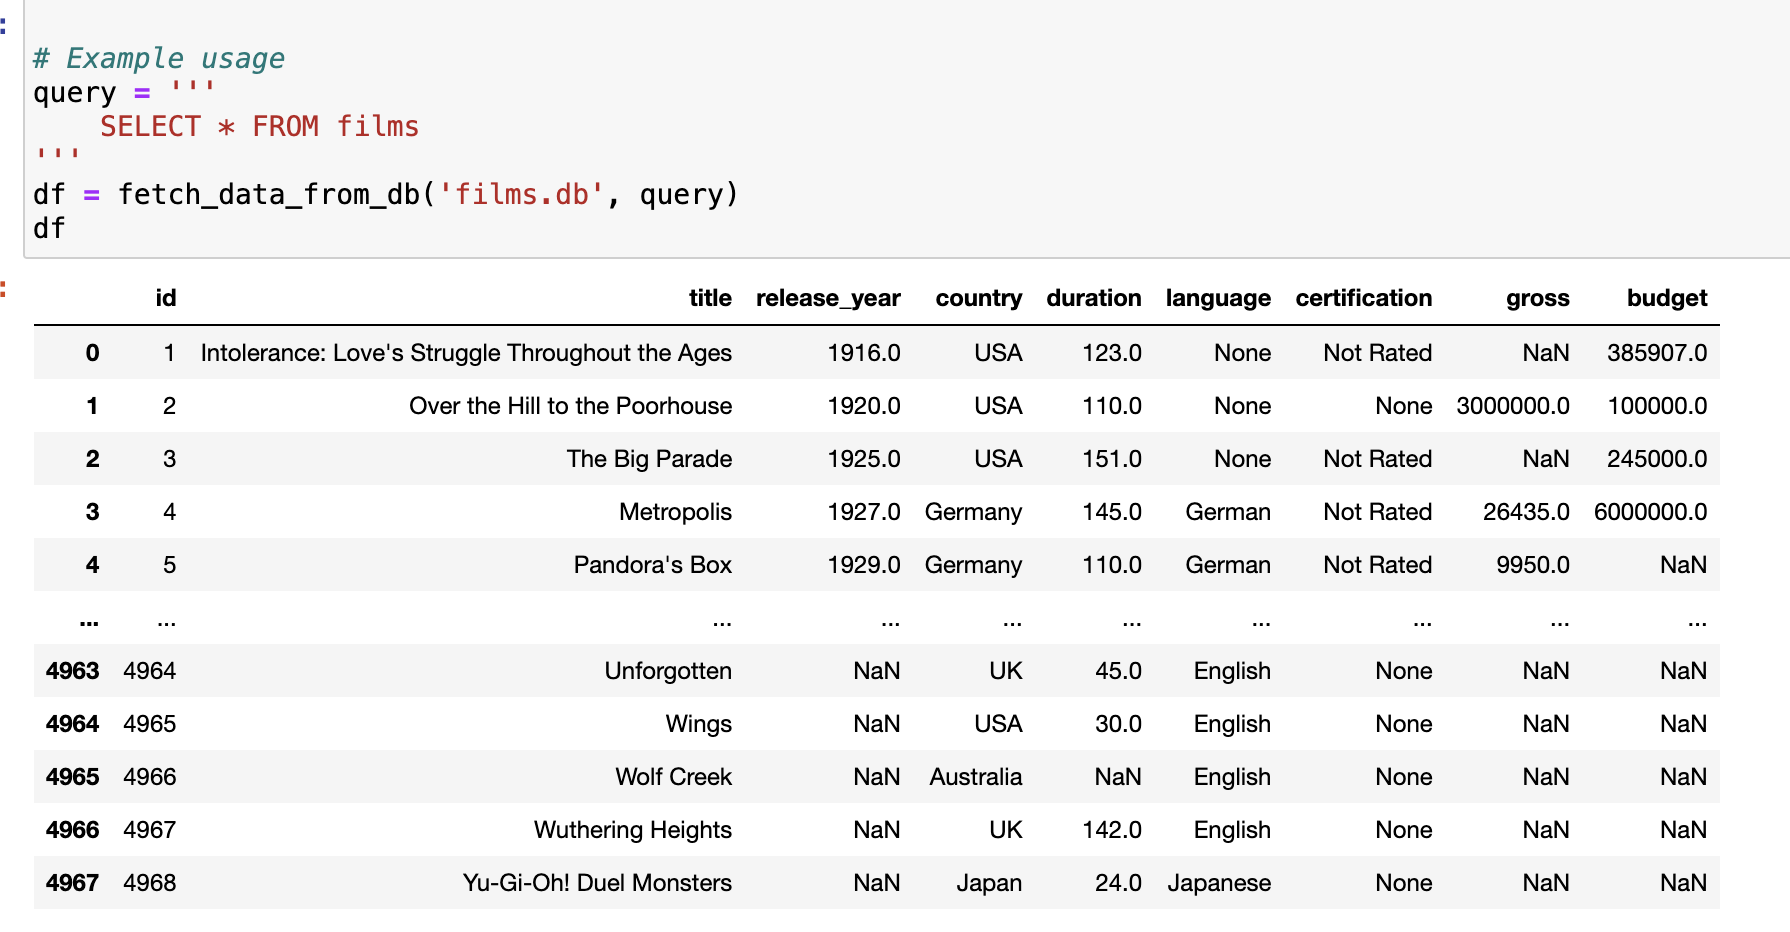 :
# Example usage
query = '''
    SELECT * FROM films
'''
df = fetch_data_from_db('films.db', query)
df
:
id title release_year country duration language certification gross budget
0 1 Intolerance: Love's Struggle Throughout the Ages 1916.0 USA 123.0 None Not Rated NaN 385907.0
1 2 Over the Hill to the Poorhouse 1920.0 USA 110.0 None None 3000000.0 100000.0
2 3 The Big Parade 1925.0 USA 151.0 None Not Rated NaN 245000.0
3 4 Metropolis 1927.0 Germany 145.0 German Not Rated 26435.0 6000000.0
4 5 Pandora's Box 1929.0 Germany 110.0 German Not Rated 9950.0 NaN
... ... ... ... ... ... ... ... ... ...
4963 4964 Unforgotten NaN UK 45.0 English None NaN NaN
4964 4965 Wings NaN USA 30.0 English None NaN NaN
4965 4966 Wolf Creek NaN Australia NaN English None NaN NaN
4966 4967 Wuthering Heights NaN UK 142.0 English None NaN NaN
4967 4968 Yu-Gi-Oh! Duel Monsters NaN Japan 24.0 Japanese None NaN NaN